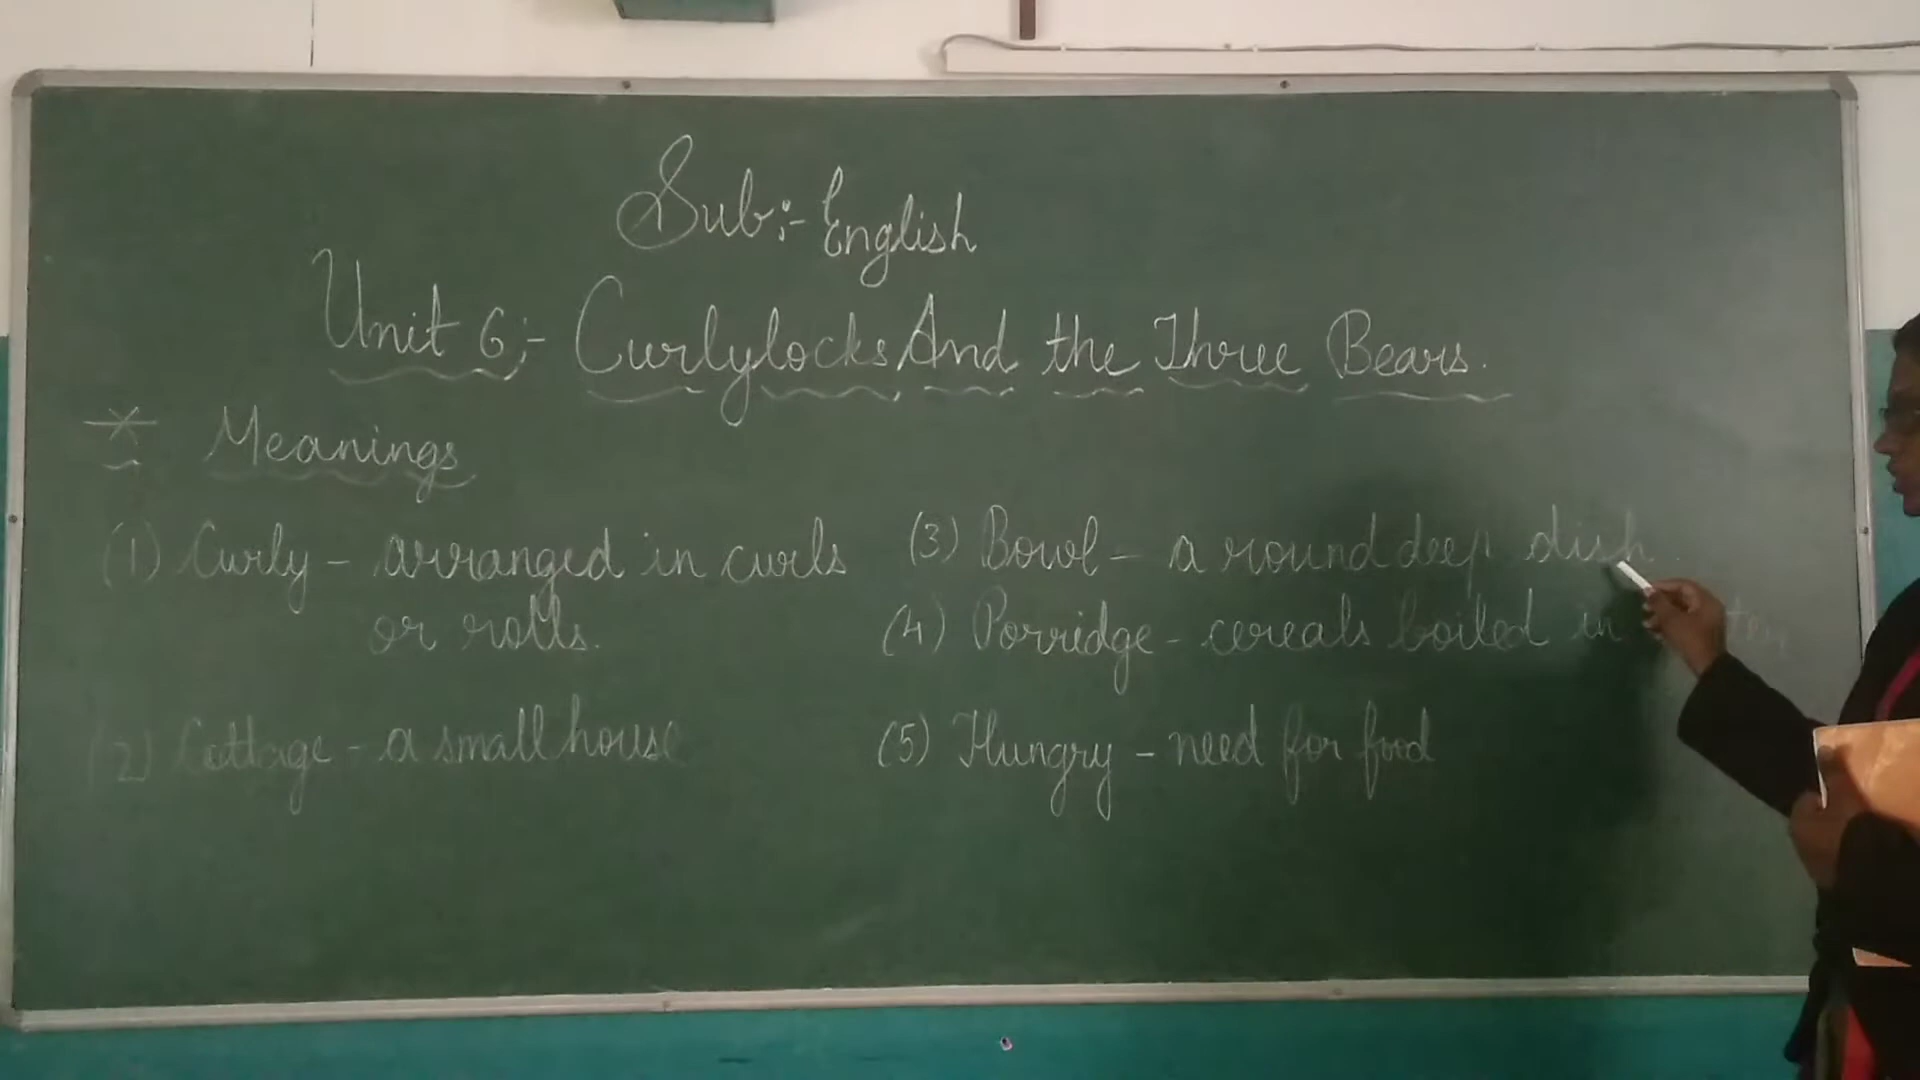 Sub:- English
Unit 6:- Curlylocks And the Three Bears.
* Meanings
(1) Curly - arranged in curls
or rolls.
(2) Cottage - a small house
(3) Bowl - a round deep dish.
(4) Porridge - cereals boiled in
(5) Hungry - need for food